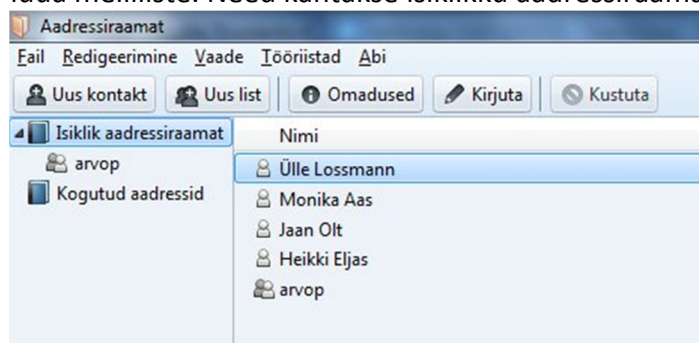 Aadressiraamat
Fail Redigeerimine Vaade Tööriistad Abi
Uus kontakt Uus list Omadused Kirjuta Kustuta
Isiklik aadressiraamat
arvop
Kogutud aadressid
Nimi
Ülle Lossmann
Monika Aas
Jaan Olt
Heikki Eljas
arvop